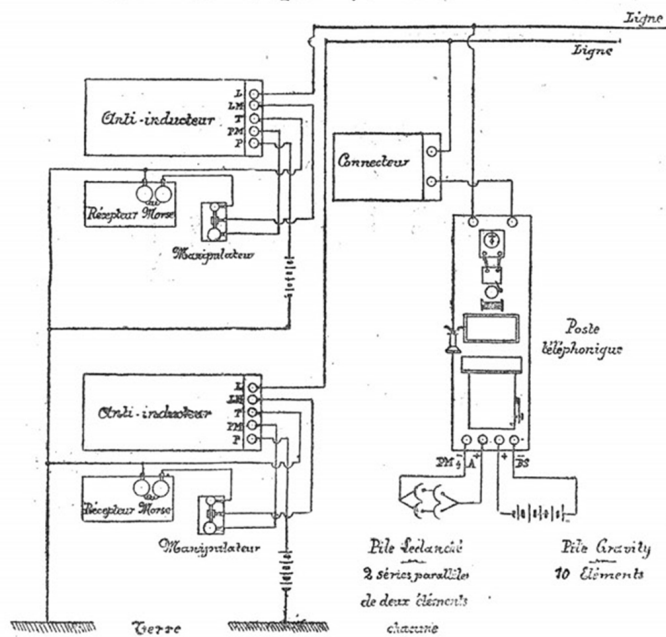 Ligne
Ligne
Anti-inducteur
L
LM
T
PM
P
Connecteur
Récepteur Morse
Manipulateur
Poste
téléphonique
Anti-inducteur
L
LM
T
PM
P
Récepteur Morse
Manipulateur
PM A + + BS
Pile Leclanché
2 séries parallèles
de deux éléments
chacune
Pile Gravity
10 Eléments
Terre